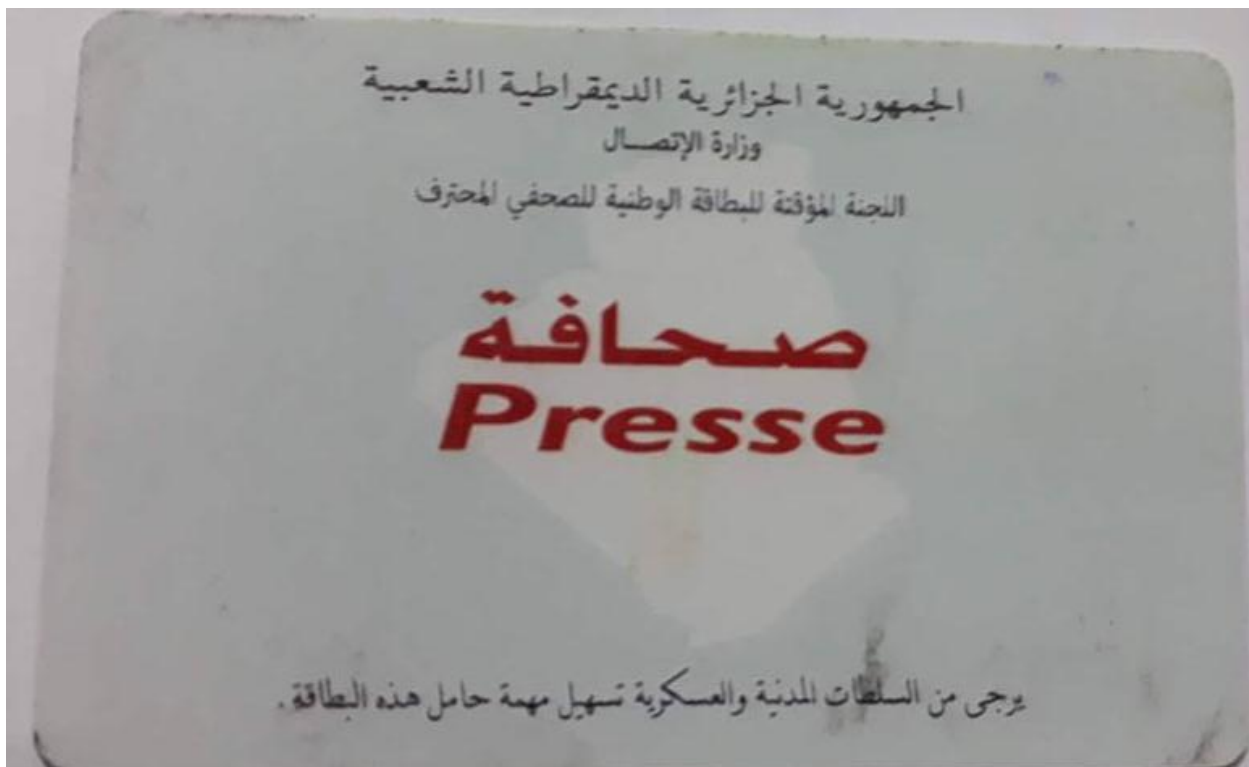 الجمهورية الجزائرية الديمقراطية الشعبية
وزارة الإتصــال
اللجنة المؤقتة للبطاقة الوطنية للصحفي المحترف
صحافة
Presse
يرجى من السلطات المدنية والعسكرية تسهيل مهمة حامل هذه البطاقة .